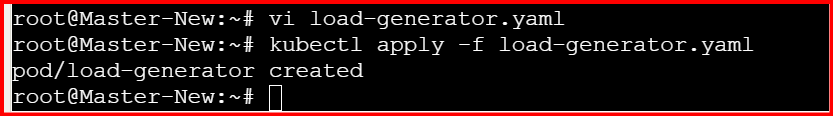 root@Master-New:~# vi load-generator.yaml
root@Master-New:~# kubectl apply -f load-generator.yaml
pod/load-generator created
root@Master-New:~#